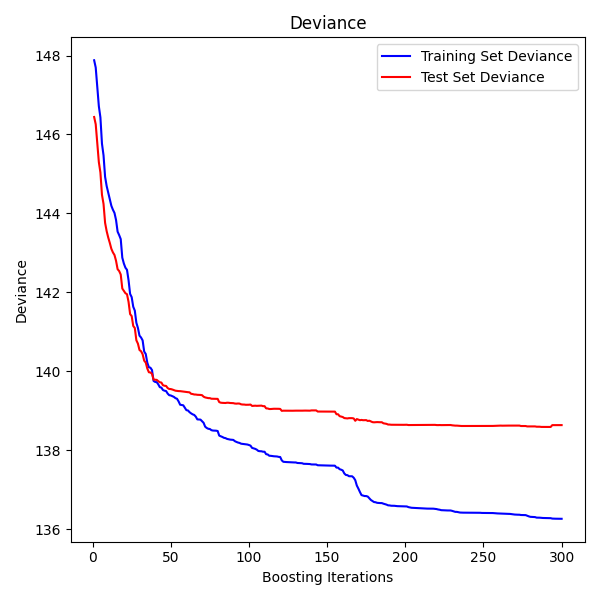 Deviance
Training Set Deviance
Test Set Deviance
Deviance
148
146
144
142
140
138
136
0 50 100 150 200 250 300
Boosting Iterations